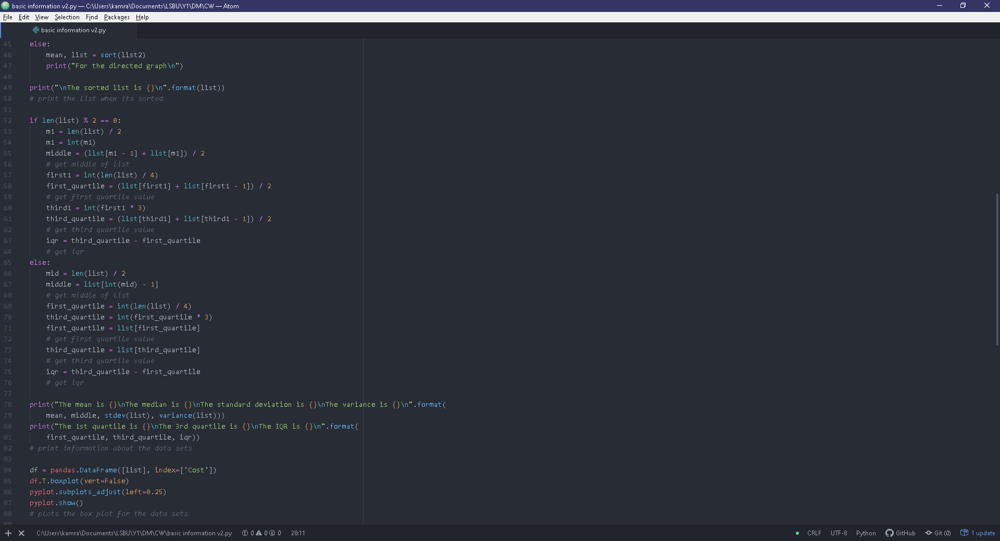 basic information v2.py — C:\Users\kamra\Documents\LSBU\Y1\DM\CW — Atom
File Edit View Selection Find Packages Help
basic information v2.py
45 else:
46 mean, list = sort(list2)
47 print("For the directed graph\n")
48
49 print("\nThe sorted list is {}\n".format(list))
50 # print the list when its sorted
51
52 if len(list) % 2 == 0:
53 m1 = len(list) / 2
54 m1 = int(m1)
55 middle = (list[m1 - 1] + list[m1]) / 2
56 # get middle of list
57 first1 = int(len(list) / 4)
58 first_quartile = (list[first1] + list[first1 - 1]) / 2
59 # get first quartile value
60 third1 = int(first1 * 3)
61 third_quartile = (list[third1] + list[third1 - 1]) / 2
62 # get third quartile value
63 iqr = third_quartile - first_quartile
64 # get iqr
65 else:
66 mid = len(list) / 2
67 middle = list[int(mid) - 1]
68 # get middle of list
69 first_quartile = int(len(list) / 4)
70 third_quartile = int(first_quartile * 3)
71 first_quartile = list[first_quartile]
72 # get first quartile value
73 third_quartile = list[third_quartile]
74 # get third quartile value
75 iqr = third_quartile - first_quartile
76 # get iqr
77
78 print("The mean is {}\nThe median is {}\nThe standard deviation is {}\nThe variance is {}\n".format(
79 mean, middle, stdev(list), variance(list)))
80 print("The 1st quartile is {}\nThe 3rd quartile is {}\nThe IQR is {}\n".format(
81 first_quartile, third_quartile, iqr))
82 # print information about the data sets
83
84 df = pandas.DataFrame([list], index=['Cost'])
85 df.T.boxplot(vert=False)
86 pyplot.subplots_adjust(left=0.25)
87 pyplot.show()
88 # plots the box plot for the data sets
89
C:\Users\kamra\Documents\LSBU\Y1\DM\CW\basic information v2.py 0 0 0 28:11 CRLF UTF-8 Python GitHub Git (0) 1 update